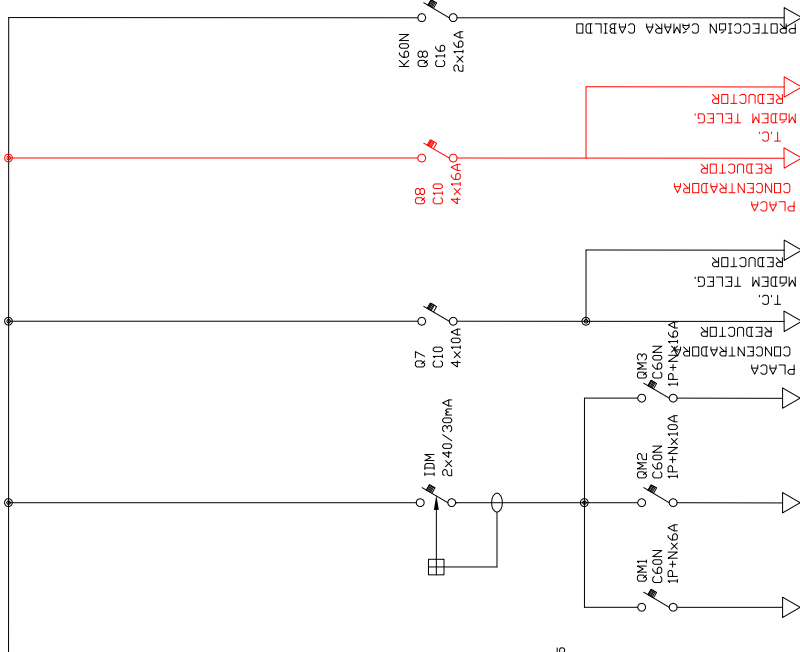 K60N
Q8
C16
2x16A
PROTECCIóN CáMARA CABILDO
REDUCTOR
MóDEM TELEG.
T.C.
Q8
C10
4x16A
REDUCTOR
CONCENTRADORA
PLACA
REDUCTOR
MóDEM TELEG.
T.C.
Q7
C10
4x10A
REDUCTOR
CONCENTRADORA
PLACA
QM3
C60N
1P+Nx16A
IDM
2x40/30mA
QM2
C60N
1P+Nx10A
QM1
C60N
1P+Nx6A